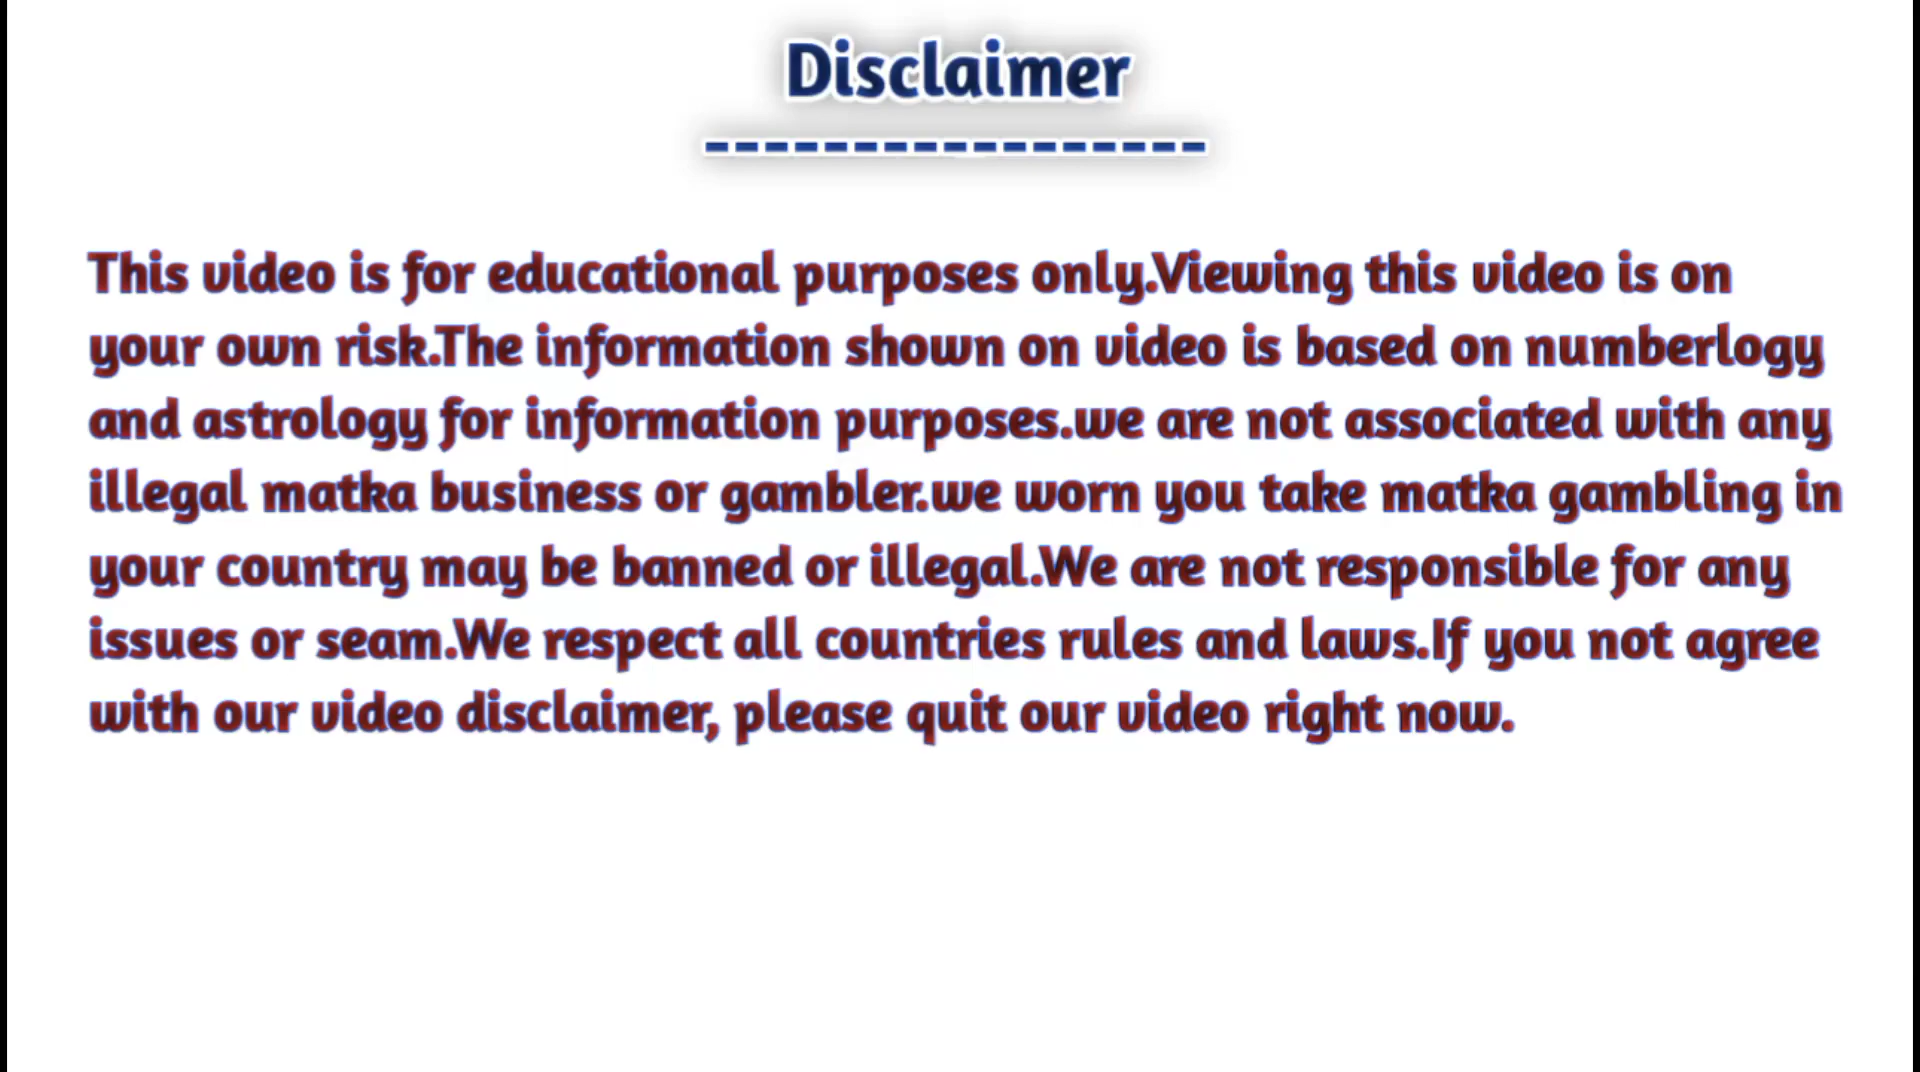 Disclaimer
------------------
This video is for educational purposes only.Viewing this video is on
your own risk.The information shown on video is based on numberlogy
and astrology for information purposes.we are not associated with any
illegal matka business or gambler.we worn you take matka gambling in
your country may be banned or illegal.We are not responsible for any
issues or seam.We respect all countries rules and laws.If you not agree
with our video disclaimer, please quit our video right now.